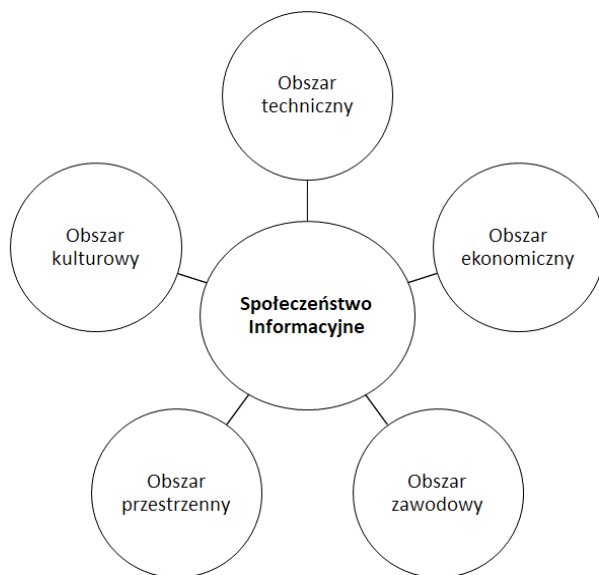 Obszar
techniczny
Obszar
kulturowy
Obszar
ekonomiczny
Społeczeństwo
Informacyjne
Obszar
przestrzenny
Obszar
zawodowy